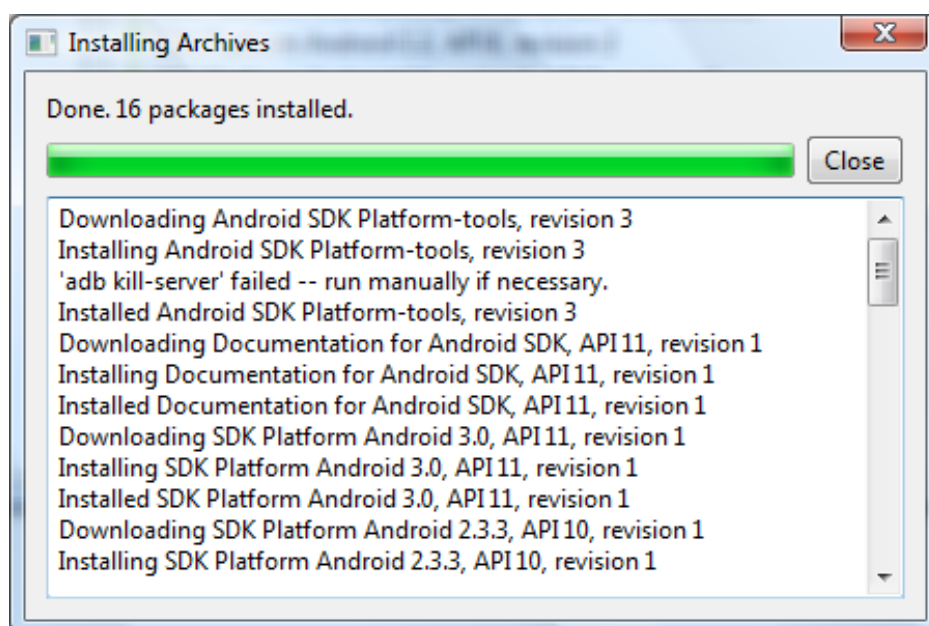 Installing Archives
Done. 16 packages installed.
Close
Downloading Android SDK Platform-tools, revision 3
Installing Android SDK Platform-tools, revision 3
'adb kill-server' failed -- run manually if necessary.
Installed Android SDK Platform-tools, revision 3
Downloading Documentation for Android SDK, API 11, revision 1
Installing Documentation for Android SDK, API 11, revision 1
Installed Documentation for Android SDK, API 11, revision 1
Downloading SDK Platform Android 3.0, API 11, revision 1
Installing SDK Platform Android 3.0, API 11, revision 1
Installed SDK Platform Android 3.0, API 11, revision 1
Downloading SDK Platform Android 2.3.3, API 10, revision 1
Installing SDK Platform Android 2.3.3, API 10, revision 1